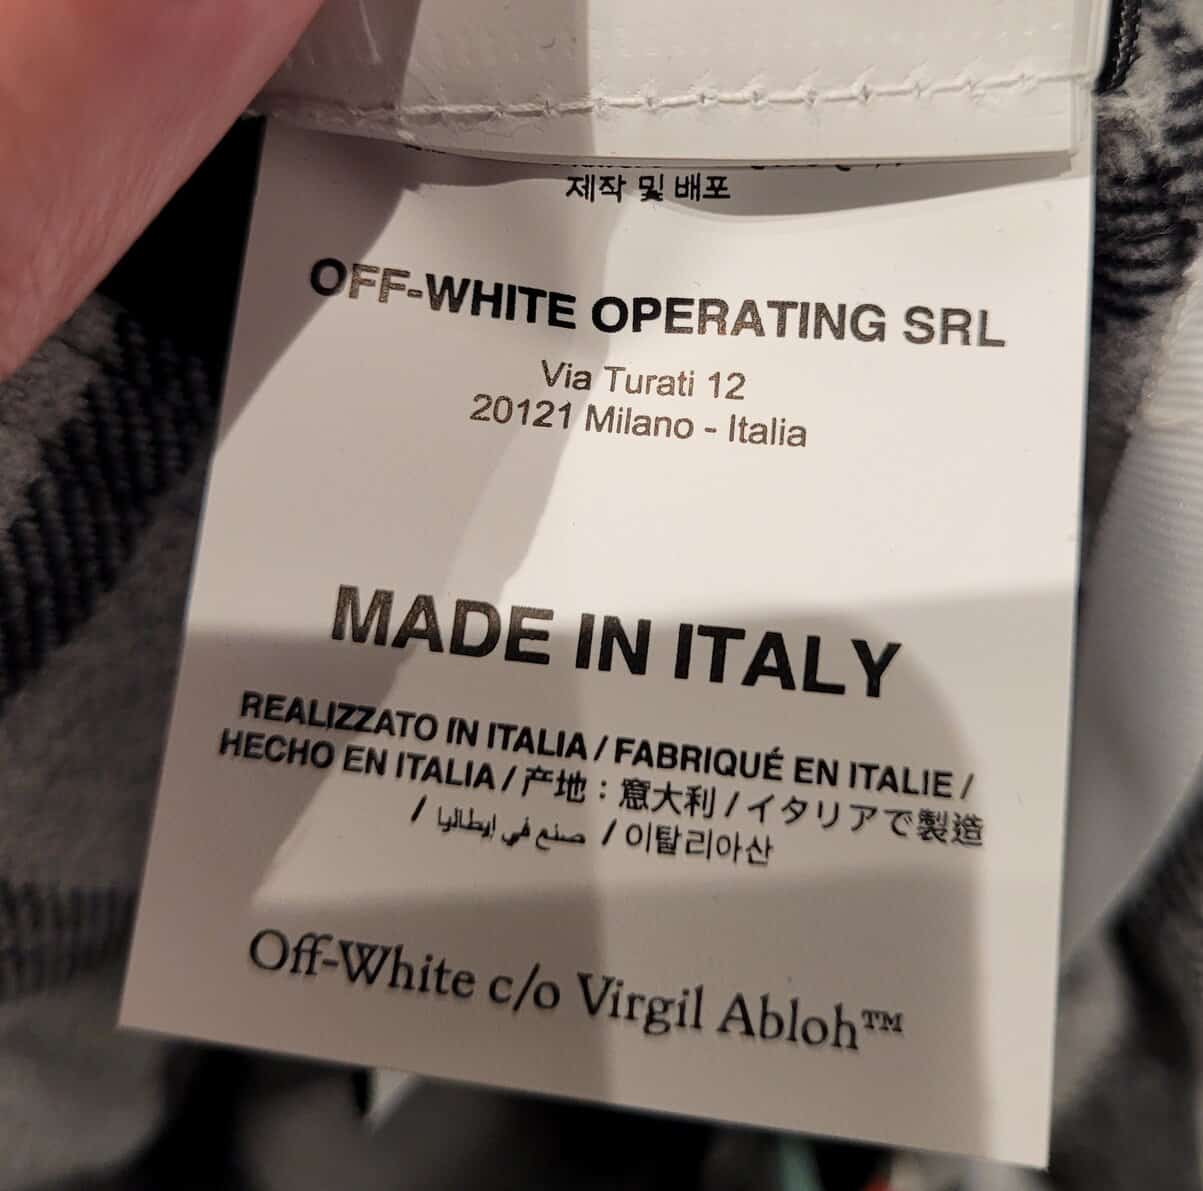 제작 및 배포
OFF-WHITE OPERATING SRL
Via Turati 12
20121 Milano - Italia
MADE IN ITALY
REALIZZATO IN ITALIA / FABRIQUÉ EN ITALIE /
HECHO EN ITALIA / 产地：意大利 / イタリアで製造
/ صنع في إيطاليا / 이탈리아산
Off-White c/o Virgil Abloh™